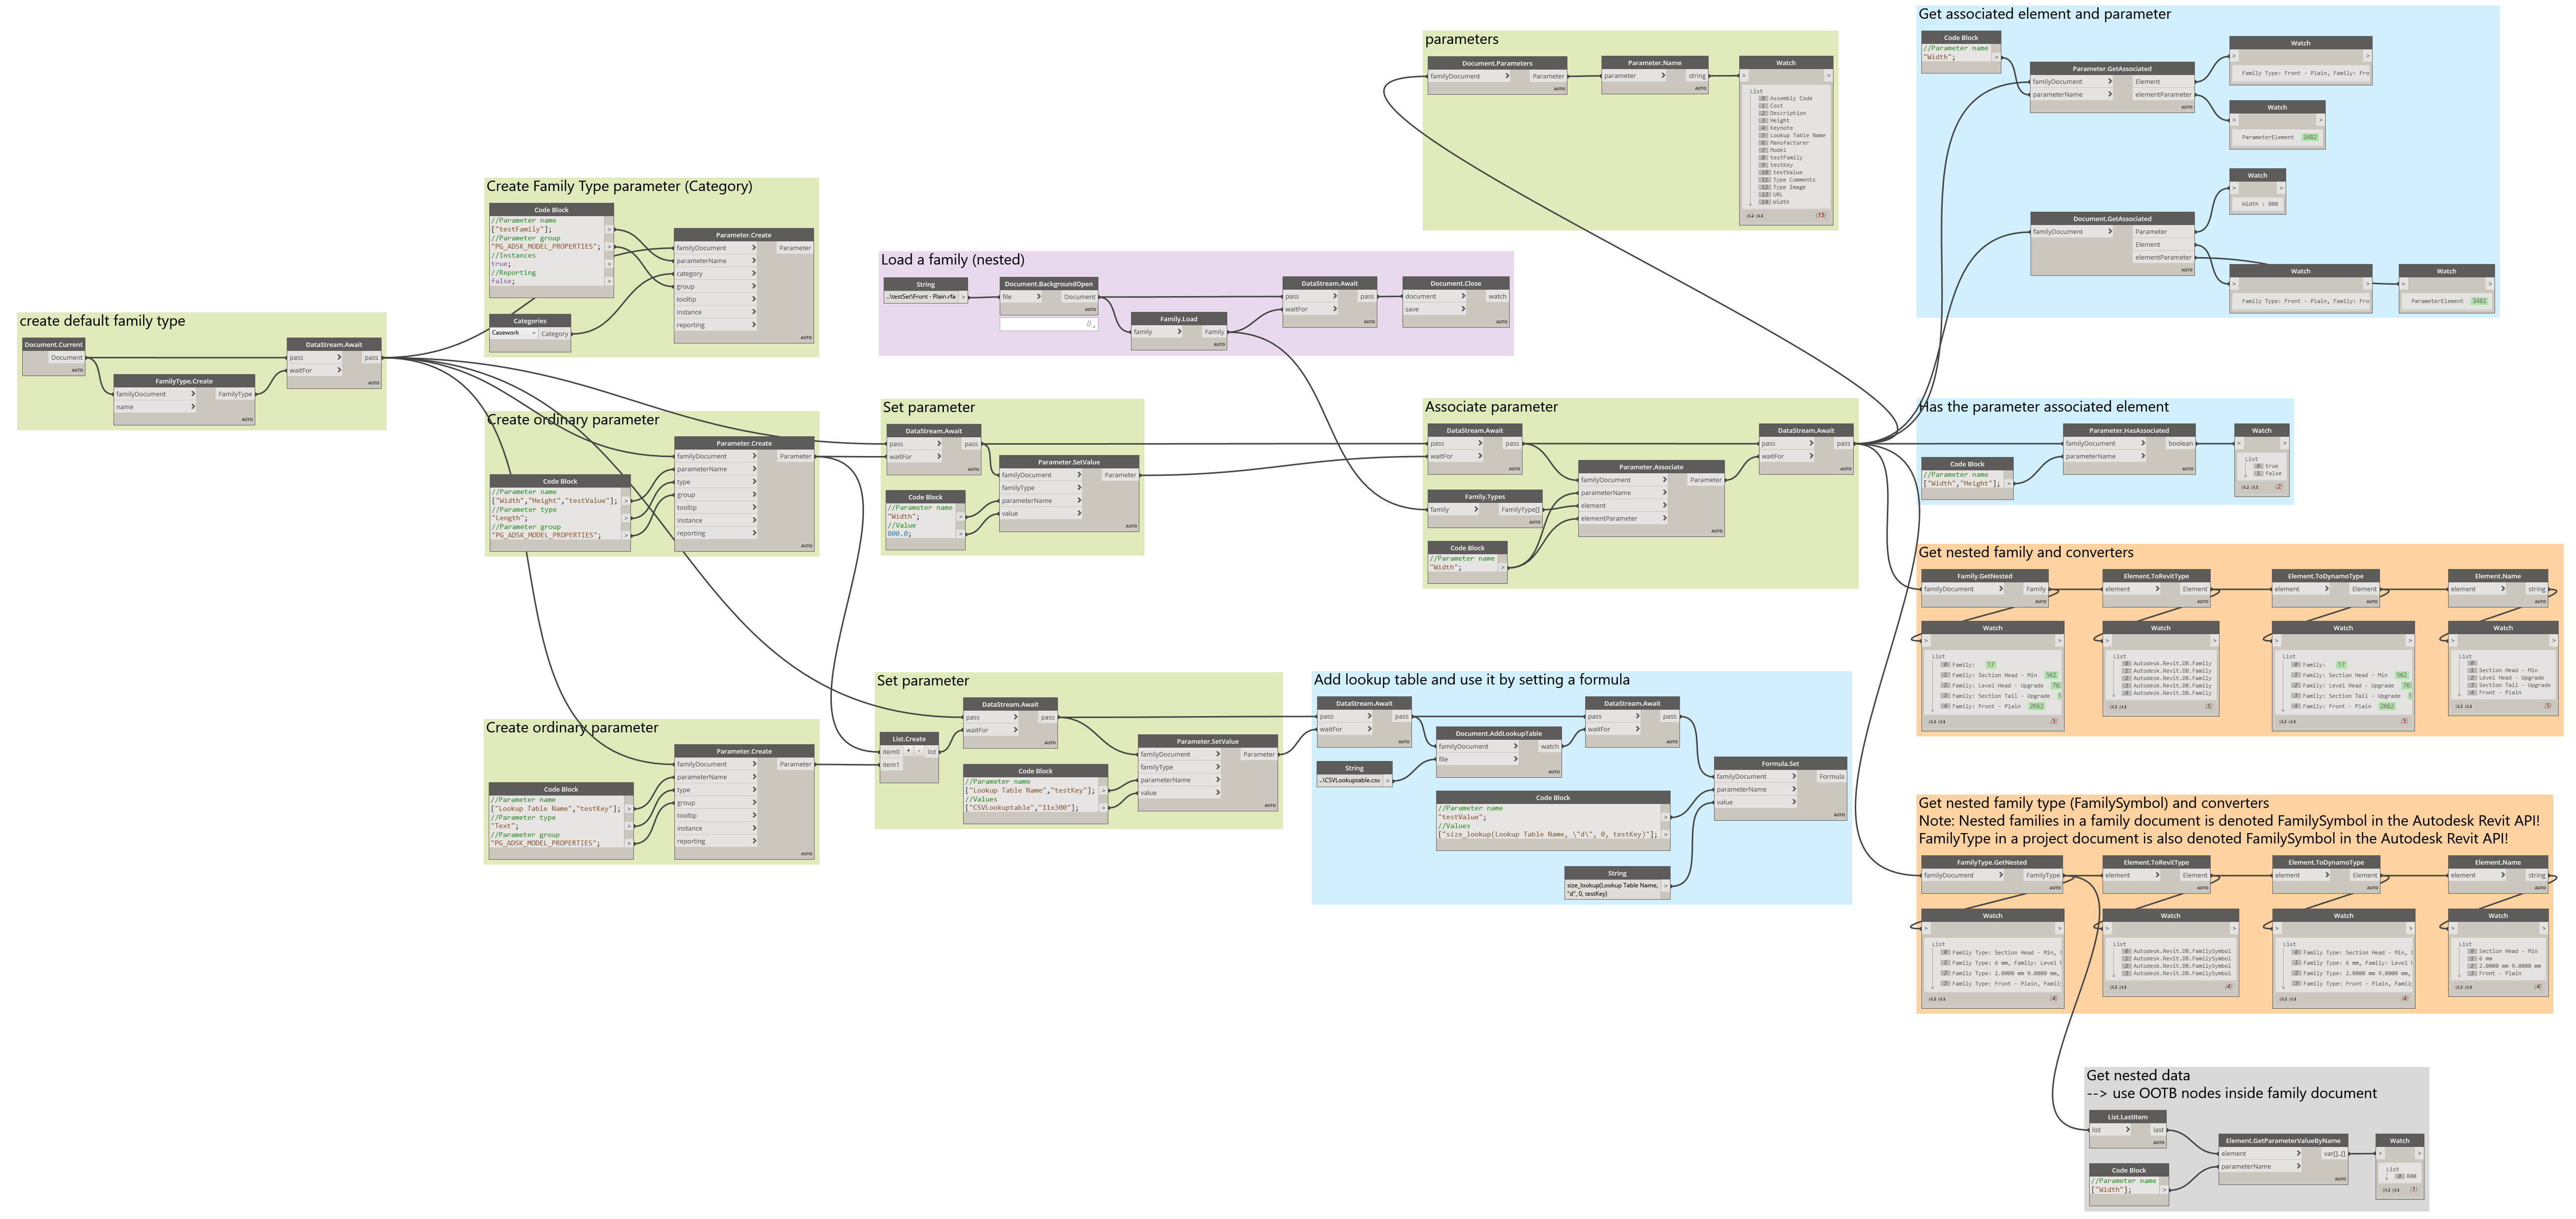 create default family type
Document.Current
Document
AUTO
FamilyType.Create
familyDocument > FamilyType
name >
AUTO
DataStream.Await
pass > pass
waitFor >
AUTO
Create Family Type parameter (Category)
Code Block
//Parameter name
["testFamily"]; >
//Parameter group
"PG_ADSK_MODEL_PROPERTIES"; >
//Instances
true; >
//Reporting
false; >
Categories
Casework Category
AUTO
Parameter.Create
familyDocument > Parameter
parameterName >
category >
group >
tooltip >
instance >
reporting >
AUTO
Create ordinary parameter
Code Block
//Parameter name
["Width","Height","testValue"]; >
//Parameter type
"Length"; >
//Parameter group
"PG_ADSK_MODEL_PROPERTIES"; >
Parameter.Create
familyDocument > Parameter
parameterName >
type >
group >
tooltip >
instance >
reporting >
AUTO
Create ordinary parameter
Code Block
//Parameter name
["Lookup Table Name","testKey"]; >
//Parameter type
"Text"; >
//Parameter group
"PG_ADSK_MODEL_PROPERTIES"; >
Parameter.Create
familyDocument > Parameter
parameterName >
type >
group >
tooltip >
instance >
reporting >
AUTO
Load a family (nested)
String
..\testSet\Front - Plain.rfa >
Document.BackgroundOpen
file > Document
AUTO
Family.Load
family > Family
AUTO
DataStream.Await
pass > pass
waitFor >
AUTO
Document.Close
document > watch
save >
AUTO
Set parameter
DataStream.Await
pass > pass
waitFor >
AUTO
Code Block
//Parameter name
"Width"; >
//Value
800.0; >
Parameter.SetValue
familyDocument > Parameter
familyType >
parameterName >
value >
AUTO
Set parameter
List.Create
item0 + - list
item1
AUTO
DataStream.Await
pass > pass
waitFor >
AUTO
Code Block
//Parameter name
["Lookup Table Name","testKey"]; >
//Values
["CSVLookuptable","11x300"]; >
Parameter.SetValue
familyDocument > Parameter
familyType >
parameterName >
value >
AUTO
Add lookup table and use it by setting a formula
DataStream.Await
pass > pass
waitFor >
AUTO
String
..\CSVLookuptable.csv >
Document.AddLookupTable
familyDocument > watch
file >
AUTO
DataStream.Await
pass > pass
waitFor >
AUTO
Code Block
//Parameter name
"testValue"; >
//Values
["size_lookup(Lookup Table Name, \"d\", 0, testKey)"]; >
String
size_lookup(Lookup Table Name,
"d", 0, testKey) >
Formula.Set
familyDocument > Formula
parameterName >
value >
AUTO
parameters
Document.Parameters
familyDocument > Parameter
AUTO
Parameter.Name
parameter > string
AUTO
Watch
> >
List
0 Assembly Code
1 Cost
2 Description
3 Height
4 Keynote
5 Lookup Table Name
6 Manufacturer
7 Model
8 testFamily
9 testKey
10 testValue
11 Type Comments
12 Type Image
13 URL
14 Width
@L2 @L1 {15}
AUTO
Associate parameter
DataStream.Await
pass > pass
waitFor >
AUTO
Family.Types
family > FamilyType[]
AUTO
Code Block
//Parameter name
"Width"; >
Parameter.Associate
familyDocument > Parameter
parameterName >
element >
elementParameter >
AUTO
DataStream.Await
pass > pass
waitFor >
AUTO
Get associated element and parameter
Code Block
//Parameter name
"Width"; >
Parameter.GetAssociated
familyDocument > Element
parameterName > elementParameter
AUTO
Watch
> >
Family Type: Front - Plain, Family: Fro
Watch
> >
ParameterElement 3482
Document.GetAssociated
familyDocument > Parameter
Element
elementParameter
AUTO
Watch
> >
Width : 800
Watch
> >
Family Type: Front - Plain, Family: Fro
Watch
> >
ParameterElement 3482
Has the parameter associated element
Code Block
//Parameter name
["Width","Height"]; >
Parameter.HasAssociated
familyDocument > boolean
parameterName >
AUTO
Watch
> >
List
0 true
1 false
@L2 @L1 {2}
Get nested family and converters
Family.GetNested
familyDocument > Family
AUTO
Element.ToRevitType
element > Element
AUTO
Element.ToDynamoType
element > Element
AUTO
Element.Name
element > string
AUTO
Watch
> >
List
0 Family: 17
1 Family: Section Head - Min 562
2 Family: Level Head - Upgrade
3 Family: Section Tail - Upgrade
4 Family: Front - Plain 2662
@L2 @L1 {5}
Watch
> >
List
0 Autodesk.Revit.DB.Family
1 Autodesk.Revit.DB.Family
2 Autodesk.Revit.DB.Family
3 Autodesk.Revit.DB.Family
4 Autodesk.Revit.DB.Family
@L2 @L1 {5}
Watch
> >
List
0 Family: 17
1 Family: Section Head - Min 562
2 Family: Level Head - Upgrade
3 Family: Section Tail - Upgrade
4 Family: Front - Plain 2662
@L2 @L1 {5}
Watch
> >
List
0
1 Section Head - Min
2 Level Head - Upgrade
3 Section Tail - Upgrade
4 Front - Plain
@L2 @L1 {5}
Get nested family type (FamilySymbol) and converters
Note: Nested families in a family document is denoted FamilySymbol in the Autodesk Revit API!
FamilyType in a project document is also denoted FamilySymbol in the Autodesk Revit API!
FamilyType.GetNested
familyDocument > FamilyType
AUTO
Element.ToRevitType
element > Element
AUTO
Element.ToDynamoType
element > Element
AUTO
Element.Name
element > string
AUTO
Watch
> >
List
0 Family Type: Section Head - Min,
1 Family Type: 6 mm, Family: Level
2 Family Type: 2.0000 mm 9.0000 mm,
3 Family Type: Front - Plain, Family
@L2 @L1 {4}
Watch
> >
List
0 Autodesk.Revit.DB.FamilySymbol
1 Autodesk.Revit.DB.FamilySymbol
2 Autodesk.Revit.DB.FamilySymbol
3 Autodesk.Revit.DB.FamilySymbol
@L2 @L1 {4}
Watch
> >
List
0 Family Type: Section Head - Min,
1 Family Type: 6 mm, Family: Level
2 Family Type: 2.0000 mm 9.0000 mm,
3 Family Type: Front - Plain, Family
@L2 @L1 {4}
Watch
> >
List
0 Section Head - Min
1 6 mm
2 2.0000 mm 9.0000 mm
3 Front - Plain
@L2 @L1 {4}
Get nested data
--> use OOTB nodes inside family document
List.LastItem
list > last
AUTO
Code Block
//Parameter name
["Width"]; >
Element.GetParameterValueByName
element > var[]..[]
parameterName >
AUTO
Watch
> >
List
0 800
@L2 @L1 {1}